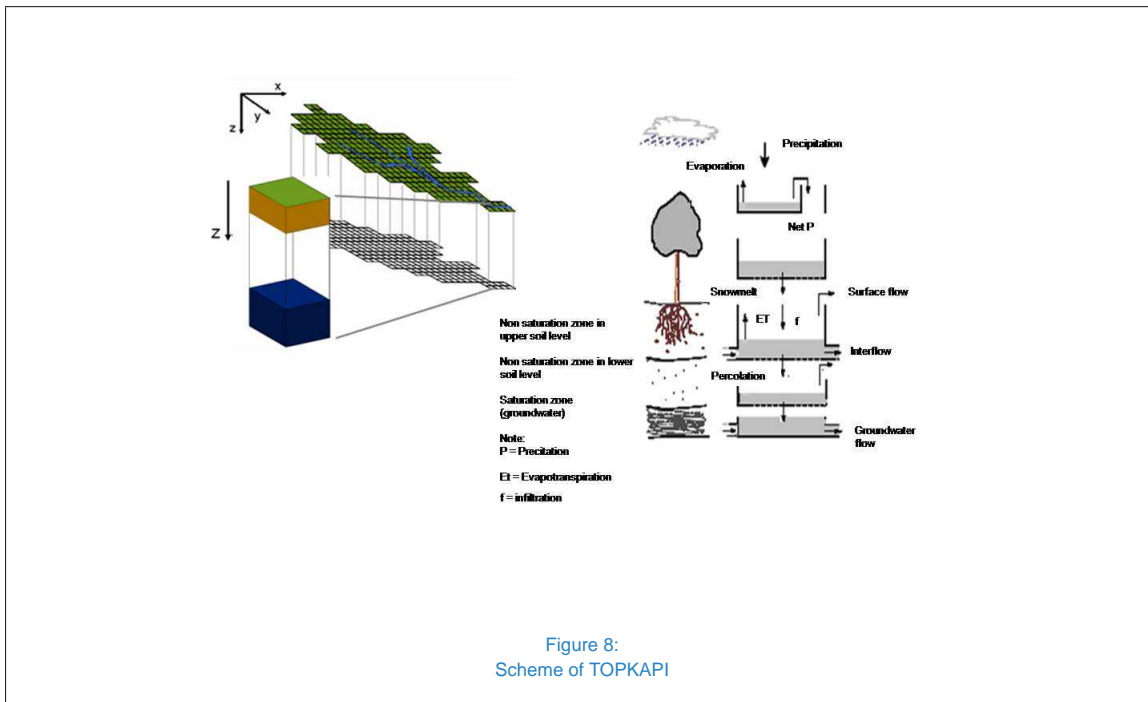 x
y
z
Z
Precipitation
Evaporation
Net P
Snowmelt
Surface flow
ET
f
Interflow
Percolation
Groundwater
flow
Non saturation zone in
upper soil level
Non saturation zone in lower
soil level
Saturation zone
(groundwater)
Note:
P = Precitation
Et = Evapotranspiration
f = infiltration
Figure 8:
Scheme of TOPKAPI